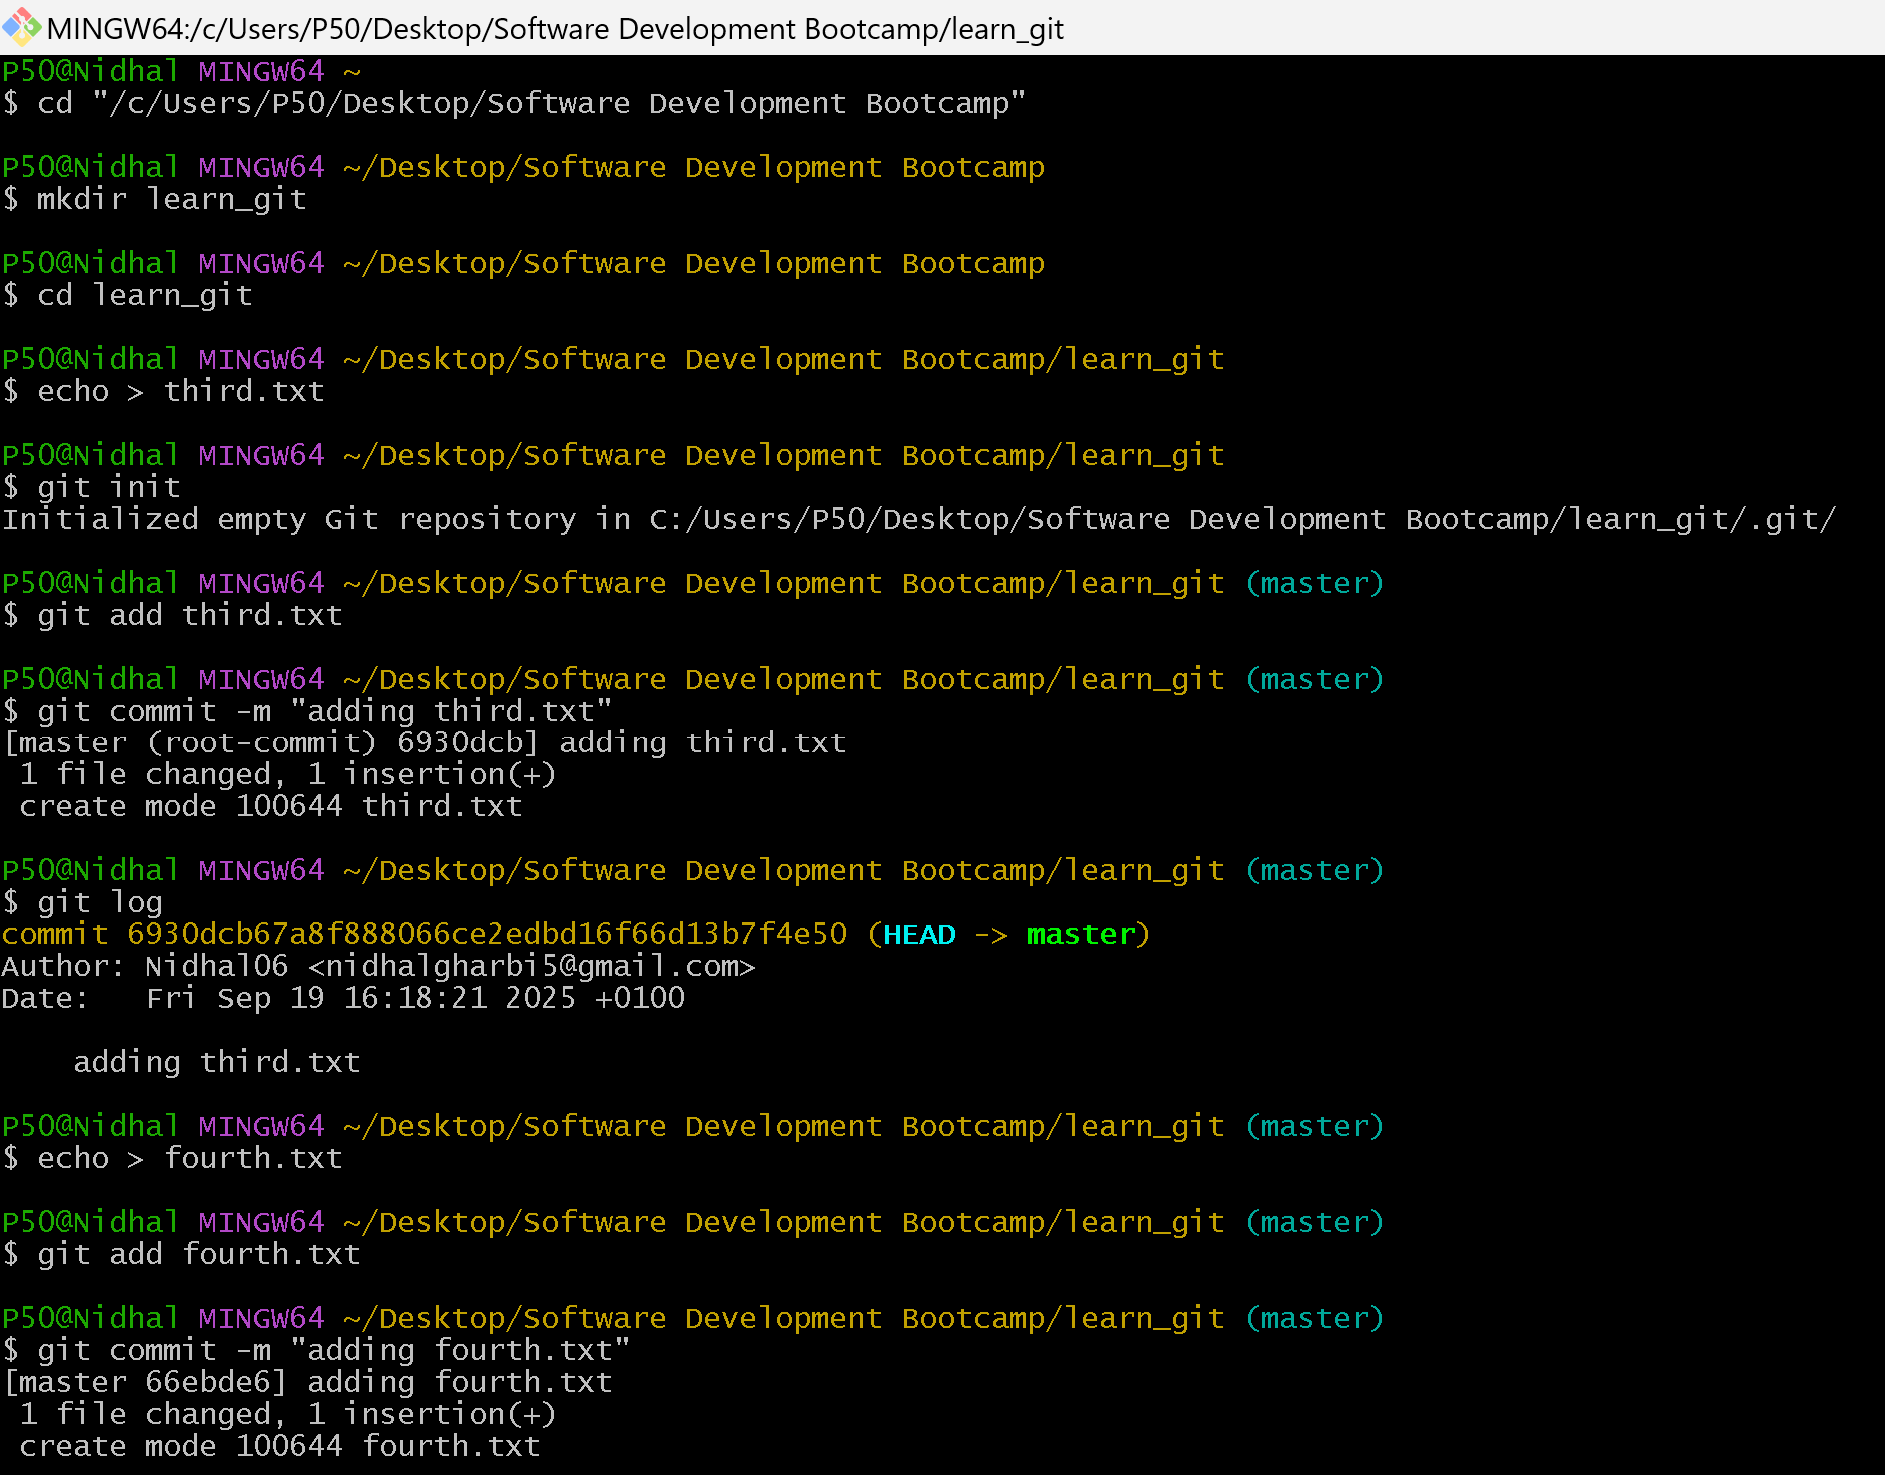 MINGW64:/c/Users/P50/Desktop/Software Development Bootcamp/learn_git
P50@Nidhal MINGW64 ~
$ cd "/c/Users/P50/Desktop/Software Development Bootcamp"
P50@Nidhal MINGW64 ~/Desktop/Software Development Bootcamp
$ mkdir learn_git
P50@Nidhal MINGW64 ~/Desktop/Software Development Bootcamp
$ cd learn_git
P50@Nidhal MINGW64 ~/Desktop/Software Development Bootcamp/learn_git
$ echo > third.txt
P50@Nidhal MINGW64 ~/Desktop/Software Development Bootcamp/learn_git
$ git init
Initialized empty Git repository in C:/Users/P50/Desktop/Software Development Bootcamp/learn_git/.git/
P50@Nidhal MINGW64 ~/Desktop/Software Development Bootcamp/learn_git (master)
$ git add third.txt
P50@Nidhal MINGW64 ~/Desktop/Software Development Bootcamp/learn_git (master)
$ git commit -m "adding third.txt"
[master (root-commit) 6930dcb] adding third.txt
 1 file changed, 1 insertion(+)
 create mode 100644 third.txt
P50@Nidhal MINGW64 ~/Desktop/Software Development Bootcamp/learn_git (master)
$ git log
commit 6930dcb67a8f888066ce2edbd16f66d13b7f4e50 (HEAD -> master)
Author: Nidhal06 <nidhalgharbi5@gmail.com>
Date:   Fri Sep 19 16:18:21 2025 +0100
    adding third.txt
P50@Nidhal MINGW64 ~/Desktop/Software Development Bootcamp/learn_git (master)
$ echo > fourth.txt
P50@Nidhal MINGW64 ~/Desktop/Software Development Bootcamp/learn_git (master)
$ git add fourth.txt
P50@Nidhal MINGW64 ~/Desktop/Software Development Bootcamp/learn_git (master)
$ git commit -m "adding fourth.txt"
[master 66ebde6] adding fourth.txt
 1 file changed, 1 insertion(+)
 create mode 100644 fourth.txt